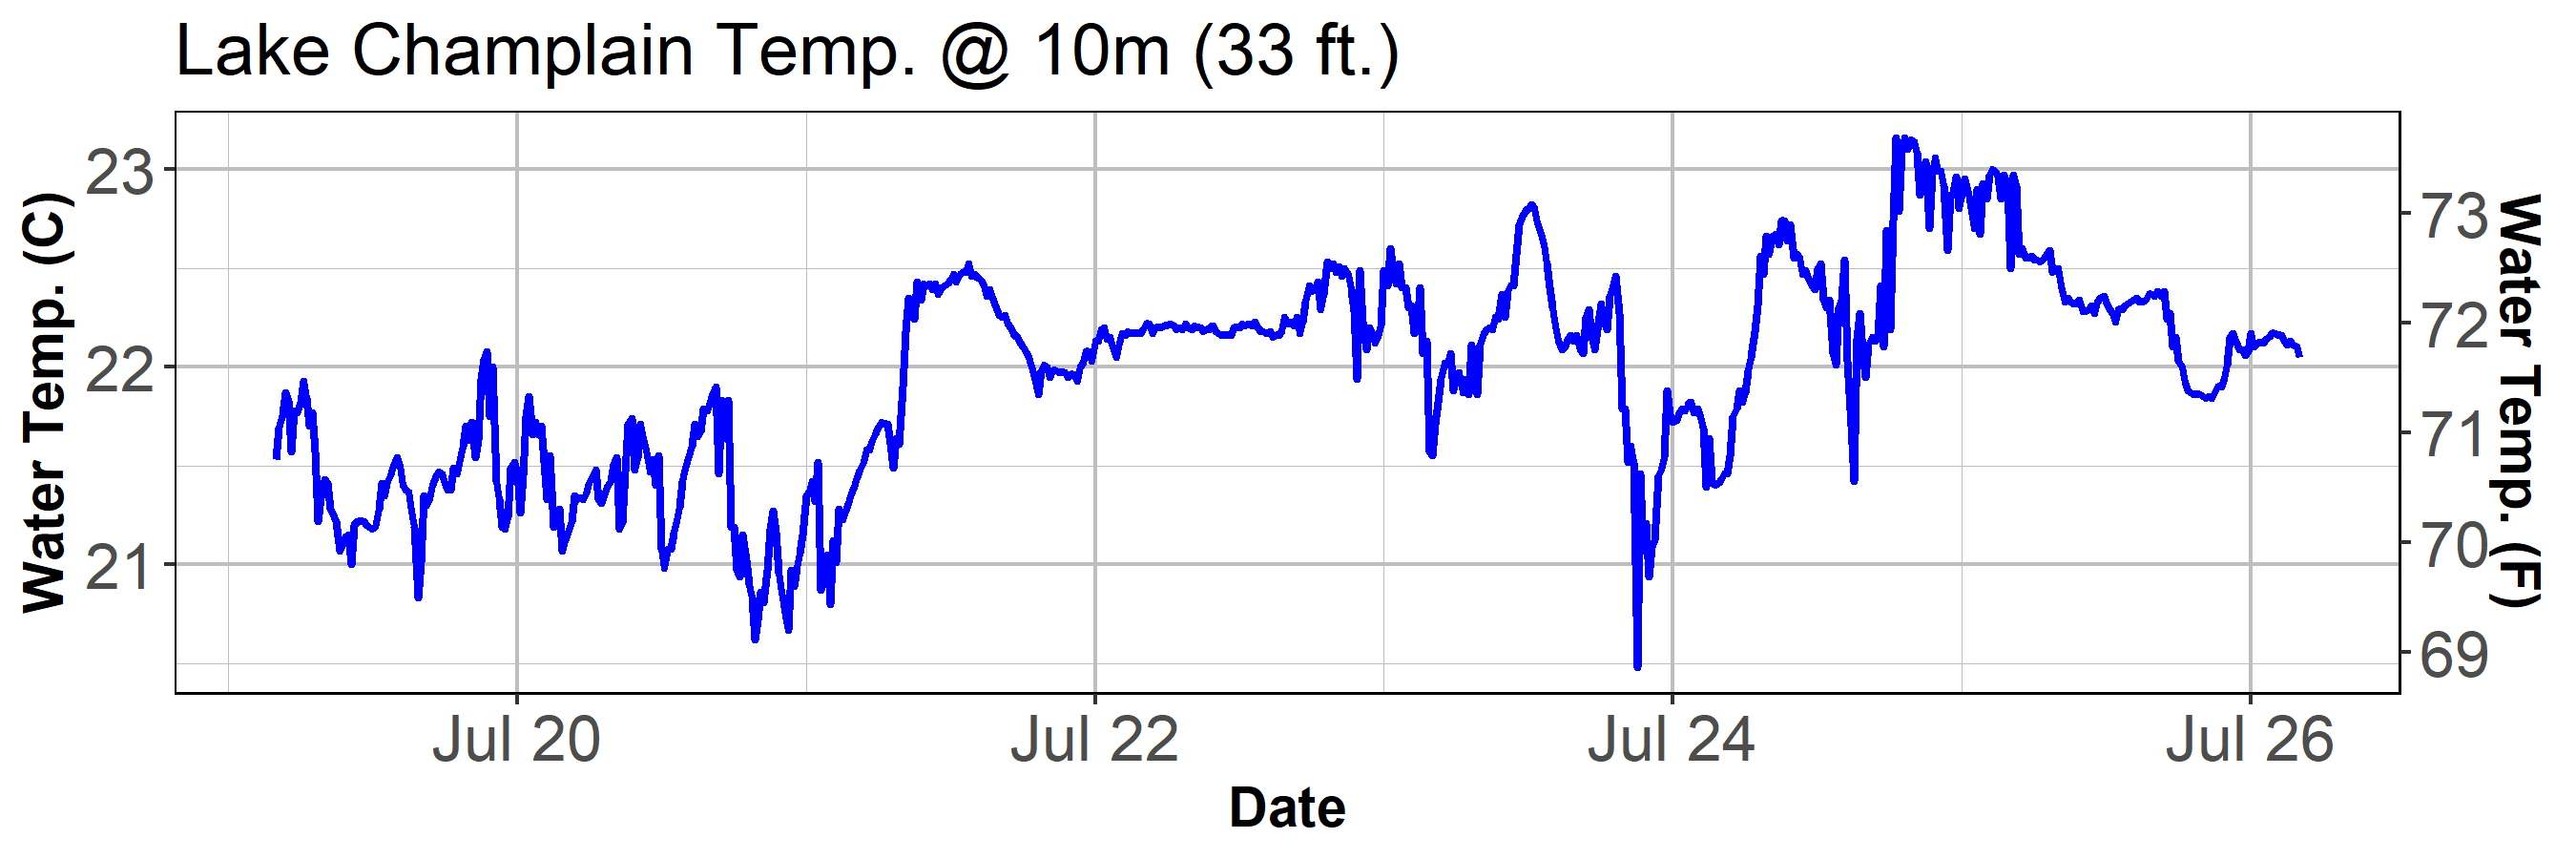 Lake Champlain Temp. @ 10m (33 ft.)
Water Temp. (C)
23
22
21
73
72
71
70
69
Water Temp. (F)
Jul 20
Jul 22
Jul 24
Jul 26
Date